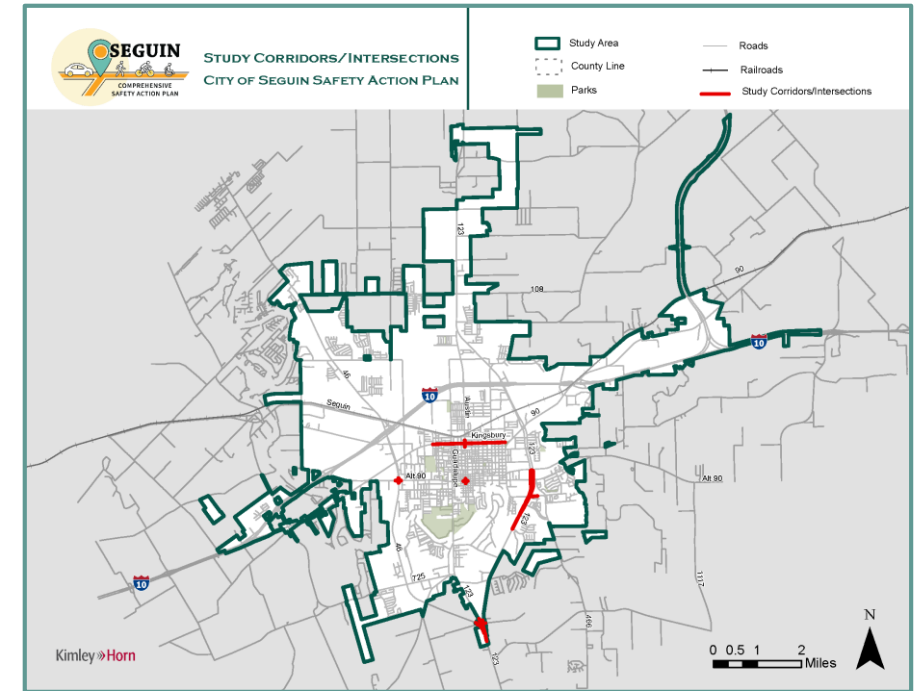 SEGUIN
COMPREHENSIVE
SAFETY ACTION PLAN
STUDY CORRIDORS/INTERSECTIONS
CITY OF SEGUIN SAFETY ACTION PLAN
Study Area
County Line
Parks
Roads
Railroads
Study Corridors/Intersections
123
90
108
10
46
10
Seguin
Austin
90
Kingsbury
123
Guadalupe
Alt 90
Alt 90
123
46
725
123
10
1117
466
123
N
0 0.5 1 2
Miles
Kimley»Horn